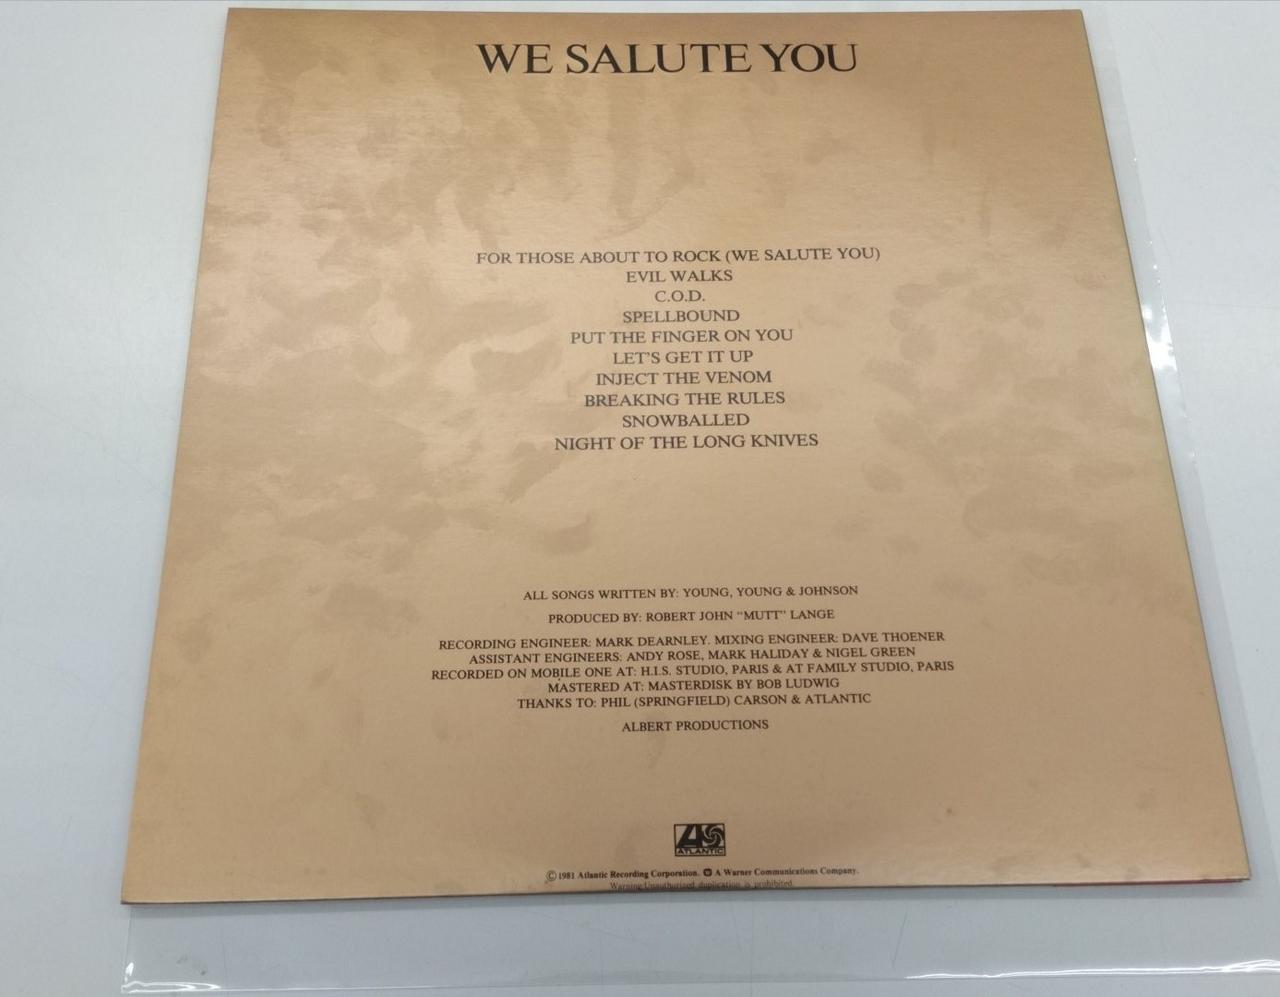 WE SALUTE YOU
FOR THOSE ABOUT TO ROCK (WE SALUTE YOU)
EVIL WALKS
C.O.D.
SPELLBOUND
PUT THE FINGER ON YOU
LET'S GET IT UP
INJECT THE VENOM
BREAKING THE RULES
SNOWBALLED
NIGHT OF THE LONG KNIVES
ALL SONGS WRITTEN BY: YOUNG, YOUNG & JOHNSON
PRODUCED BY: ROBERT JOHN "MUTT" LANGE
RECORDING ENGINEER: MARK DEARNLEY. MIXING ENGINEER: DAVE THOENER
ASSISTANT ENGINEERS: ANDY ROSE, MARK HALIDAY & NIGEL GREEN
RECORDED ON MOBILE ONE AT: H.I.S. STUDIO, PARIS & AT FAMILY STUDIO, PARIS
MASTERED AT: MASTERDISK BY BOB LUDWIG
THANKS TO: PHIL (SPRINGFIELD) CARSON & ATLANTIC
ALBERT PRODUCTIONS
ATLANTIC
© 1981 Atlantic Recording Corporation. A Warner Communications Company.
Warning: Unauthorized duplication is prohibited.